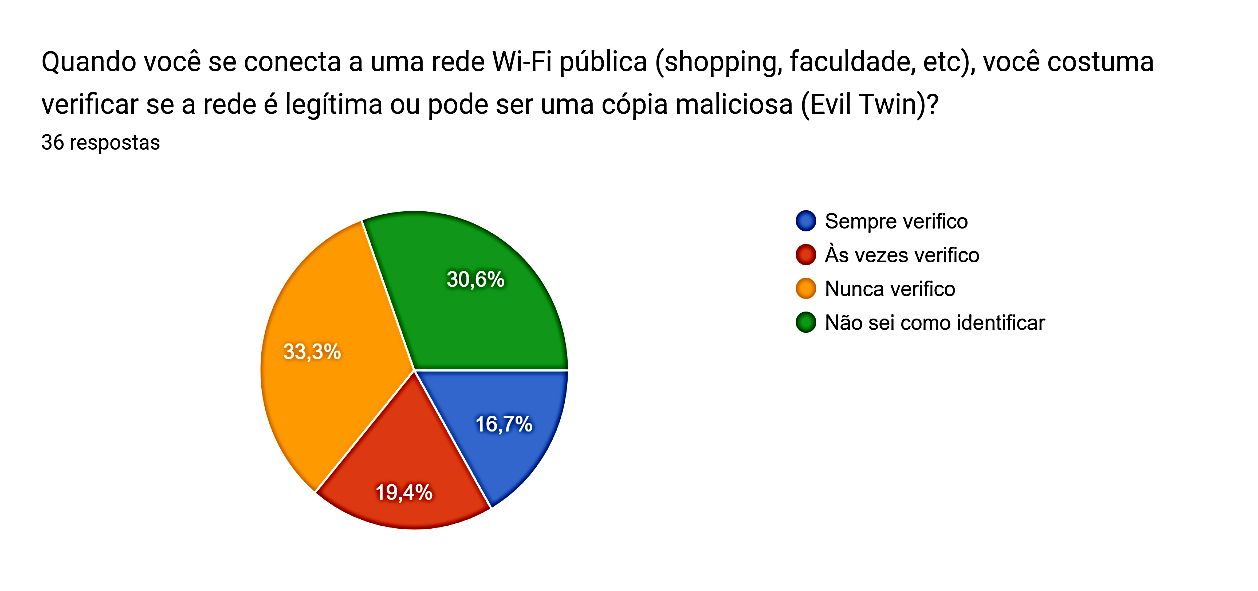 Quando você se conecta a uma rede Wi-Fi pública (shopping, faculdade, etc), você costuma
verificar se a rede é legítima ou pode ser uma cópia maliciosa (Evil Twin)?
36 respostas
30,6%
33,3%
16,7%
19,4%
Sempre verifico
Às vezes verifico
Nunca verifico
Não sei como identificar